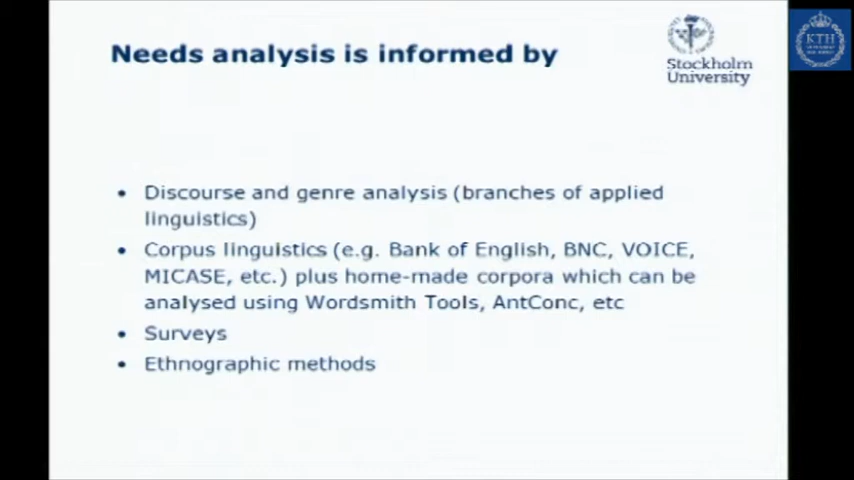 Needs analysis is informed by
Stockholm
University
KTH
• Discourse and genre analysis (branches of applied
linguistics)
• Corpus linguistics (e.g. Bank of English, BNC, VOICE,
MICASE, etc.) plus home-made corpora which can be
analysed using Wordsmith Tools, AntConc, etc
• Surveys
• Ethnographic methods